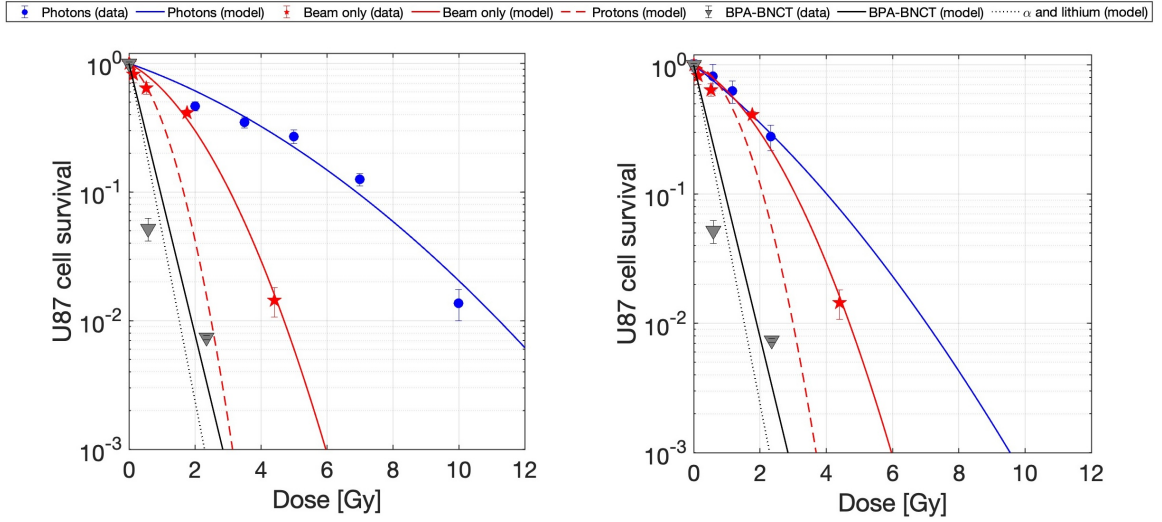 Photons (data) Photons (model) Beam only (data) Beam only (model) Protons (model) BPA-BNCT (data) BPA-BNCT (model) α and lithium (model)
10^0
10^-1
10^-2
10^-3
U87 cell survival
0 2 4 6 8 10 12
Dose [Gy]
10^0
10^-1
10^-2
10^-3
U87 cell survival
0 2 4 6 8 10 12
Dose [Gy]